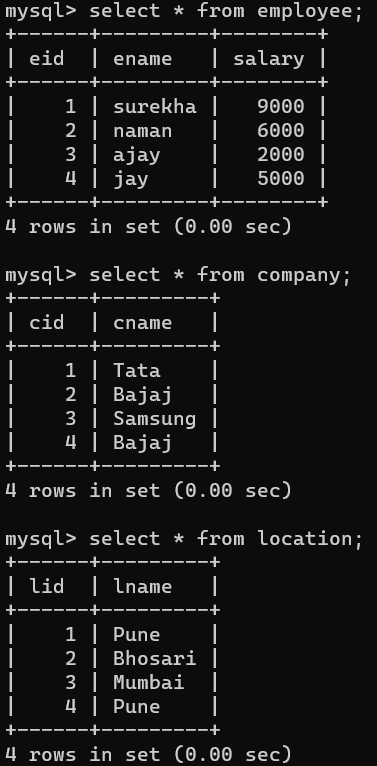 mysql> select * from employee;
+------+---------+--------+
| eid  | ename   | salary |
+------+---------+--------+
|    1 | surekha |   9000 |
|    2 | naman   |   6000 |
|    3 | ajay    |   2000 |
|    4 | jay     |   5000 |
+------+---------+--------+
4 rows in set (0.00 sec)

mysql> select * from company;
+------+---------+
| cid  | cname   |
+------+---------+
|    1 | Tata    |
|    2 | Bajaj   |
|    3 | Samsung |
|    4 | Bajaj   |
+------+---------+
4 rows in set (0.00 sec)

mysql> select * from location;
+------+---------+
| lid  | lname   |
+------+---------+
|    1 | Pune    |
|    2 | Bhosari |
|    3 | Mumbai  |
|    4 | Pune    |
+------+---------+
4 rows in set (0.00 sec)